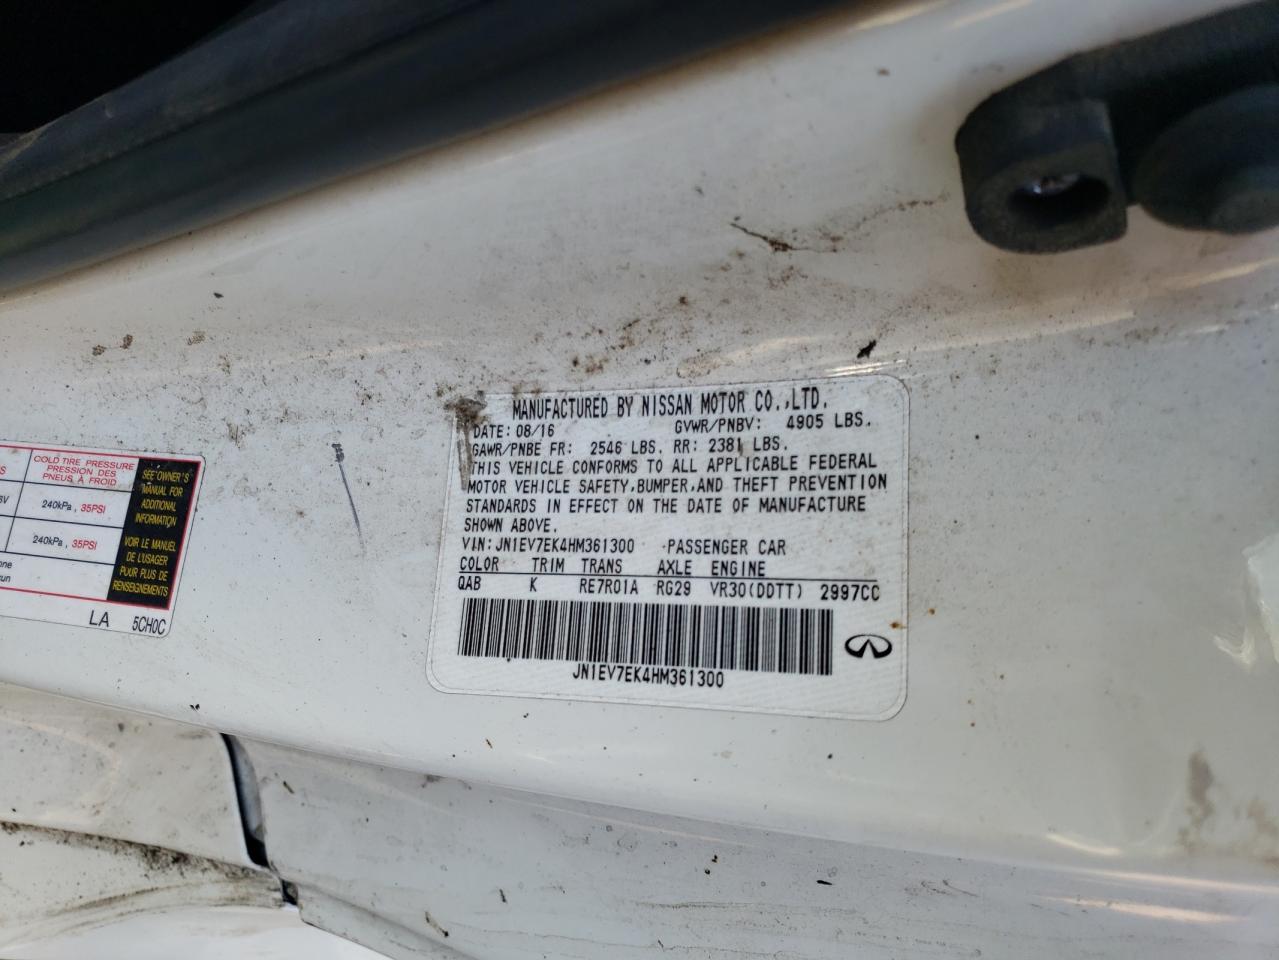 MANUFACTURED BY NISSAN MOTOR CO.,LTD.
DATE: 08/16 GVWR/PNBV: 4905 LBS.
GAWR/PNBE FR: 2546 LBS. RR: 2381 LBS.
THIS VEHICLE CONFORMS TO ALL APPLICABLE FEDERAL
MOTOR VEHICLE SAFETY,BUMPER,AND THEFT PREVENTION
STANDARDS IN EFFECT ON THE DATE OF MANUFACTURE
SHOWN ABOVE.
VIN:JN1EV7EK4HM361300 PASSENGER CAR
COLOR TRIM TRANS AXLE ENGINE
QAB K RE7R01A RG29 VR30(DDTT) 2997CC
JN1EV7EK4HM361300
COLD TIRE PRESSURE
PRESSION DES
PNEUS À FROID
240kPa , 35PSI
240kPa , 35PSI
SEE OWNER'S
MANUAL FOR
ADDITIONAL
INFORMATION
VOIR LE MANUEL
DE L'USAGER
POUR PLUS DE
RENSEIGNEMENTS
LA 5CH0C